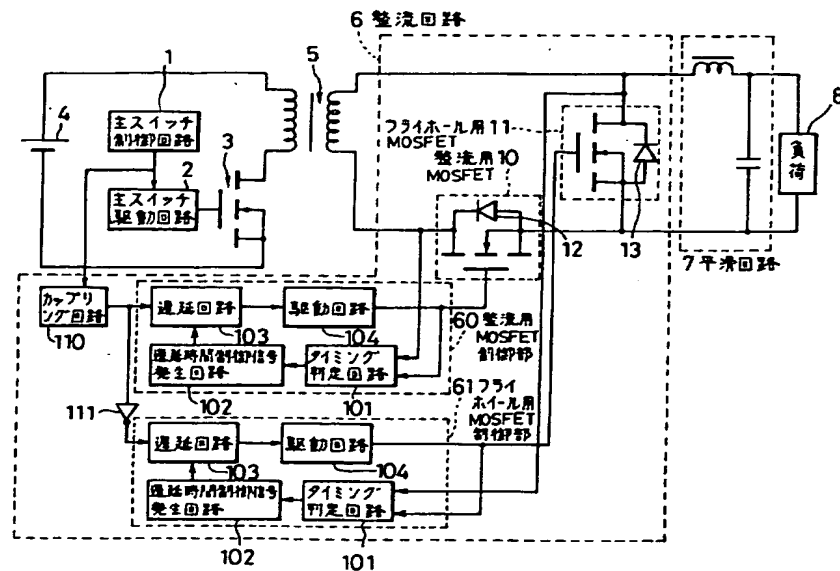 6 整流回路
1
5
主スイッチ
制御回路
4
3
2
主スイッチ
駆動回路
フライホール用 11
MOSFET
整流用 10
MOSFET
12
13
8
負荷
7 平滑回路
カップリ
ング回路
110
遅延回路
103
駆動回路
104
遅延時間制御信号
発生回路
102
タイミング
判定回路
101
60 整流用
MOSFET
制御部
111
61 フライ
ホイール用
MOSFET
制御部
遅延回路
103
駆動回路
104
遅延時間制御信号
発生回路
102
タイミング
判定回路
101